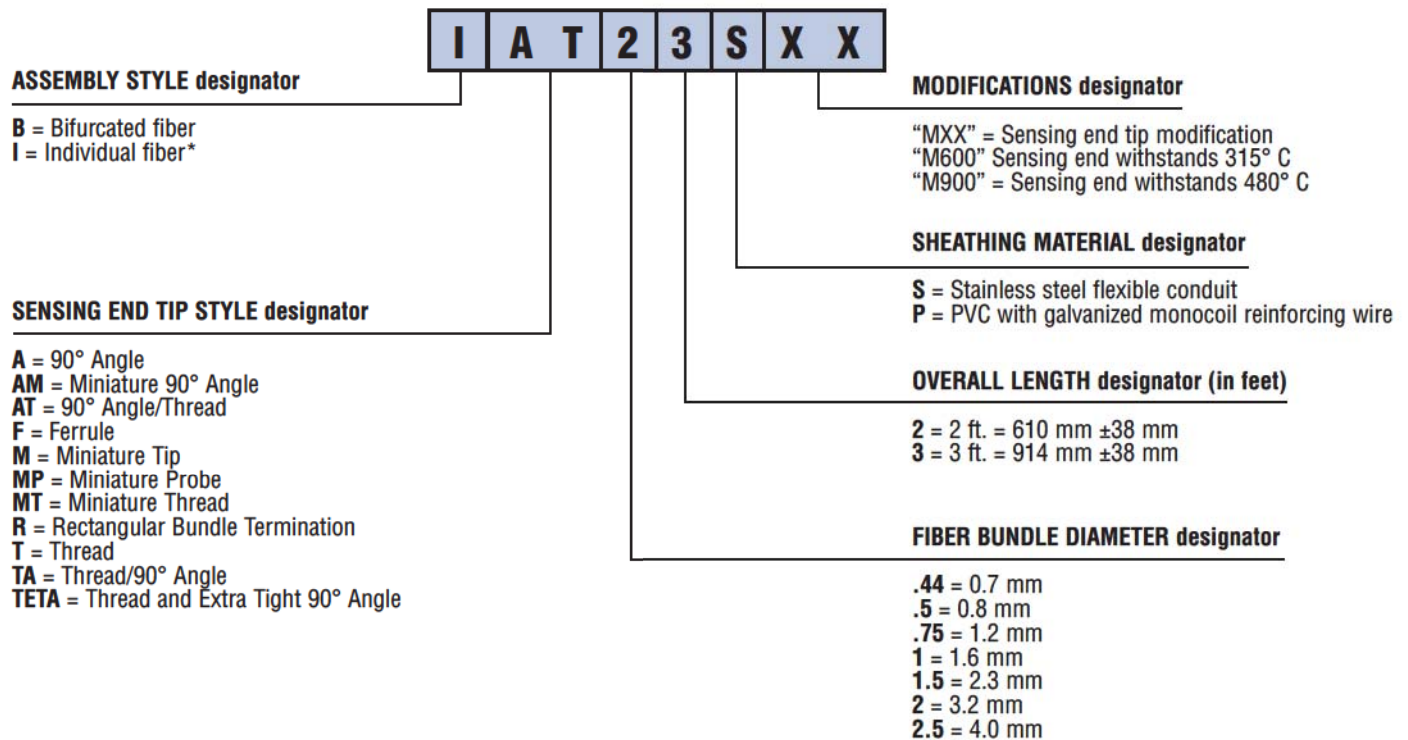 I A T 2 3 S X X
ASSEMBLY STYLE designator
B = Bifurcated fiber
I = Individual fiber*
SENSING END TIP STYLE designator
A = 90° Angle
AM = Miniature 90° Angle
AT = 90° Angle/Thread
F = Ferrule
M = Miniature Tip
MP = Miniature Probe
MT = Miniature Thread
R = Rectangular Bundle Termination
T = Thread
TA = Thread/90° Angle
TETA = Thread and Extra Tight 90° Angle
MODIFICATIONS designator
“MXX” = Sensing end tip modification
“M600” Sensing end withstands 315° C
“M900” = Sensing end withstands 480° C
SHEATHING MATERIAL designator
S = Stainless steel flexible conduit
P = PVC with galvanized monocoil reinforcing wire
OVERALL LENGTH designator (in feet)
2 = 2 ft. = 610 mm ±38 mm
3 = 3 ft. = 914 mm ±38 mm
FIBER BUNDLE DIAMETER designator
.44 = 0.7 mm
.5 = 0.8 mm
.75 = 1.2 mm
1 = 1.6 mm
1.5 = 2.3 mm
2 = 3.2 mm
2.5 = 4.0 mm